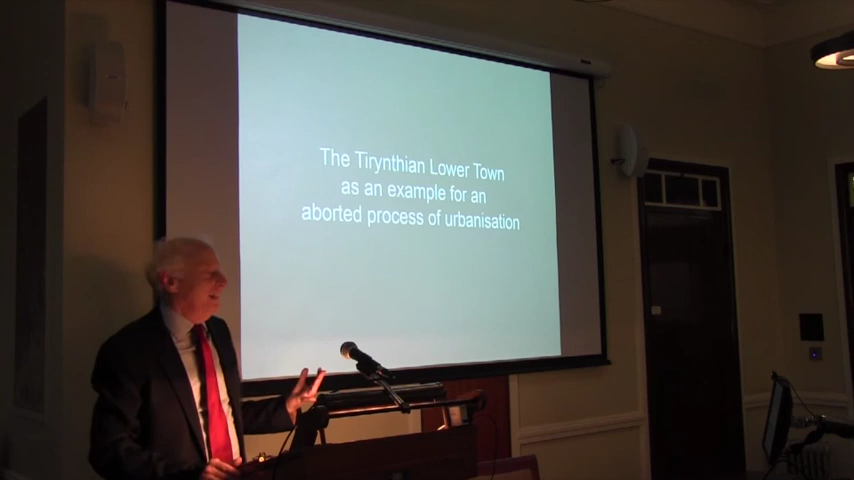 The Tirynthian Lower Town
as an example for an
aborted process of urbanisation